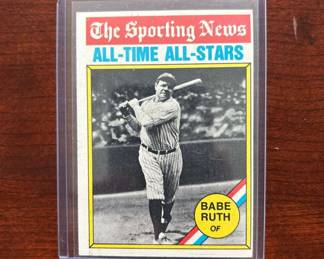 The Sporting News
ALL-TIME ALL-STARS
BABE
RUTH
OF